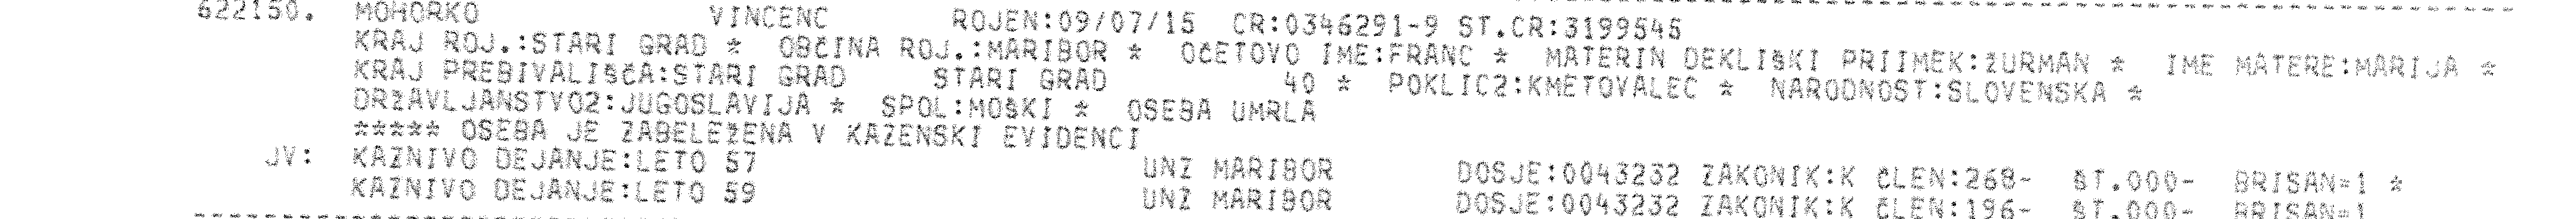 622150. MOHORKO VINCENC ROJEN:09/07/15 CR:0346291-9 ST.CR:3199545
KRAJ ROJ.:STARI GRAD * OBČINA ROJ.:MARIBOR * OČETOVO IME:FRANC * MATERIN DEKLIŠKI PRIIMEK:ŽURMAN * IME MATERE:MARIJA *
KRAJ PREBIVALIŠČA:STARI GRAD STARI GRAD 40 * POKLIC2:KMETOVALEC * NARODNOST:SLOVENSKA *
DRŽAVLJANSTVO2:JUGOSLAVIJA * SPOL:MOŠKI * OSEBA UMRLA
***** OSEBA JE ZABELEŽENA V KAZENSKI EVIDENCI
JV: KAZNIVO DEJANJE:LETO 57 UNZ MARIBOR DOSJE:0043232 ZAKONIK:K ČLEN:268- ŠT.000- BRISAN=1 *
KAZNIVO DEJANJE:LETO 59 UNZ MARIBOR DOSJE:0043232 ZAKONIK:K ČLEN:196- ŠT.000- BRISAN=1